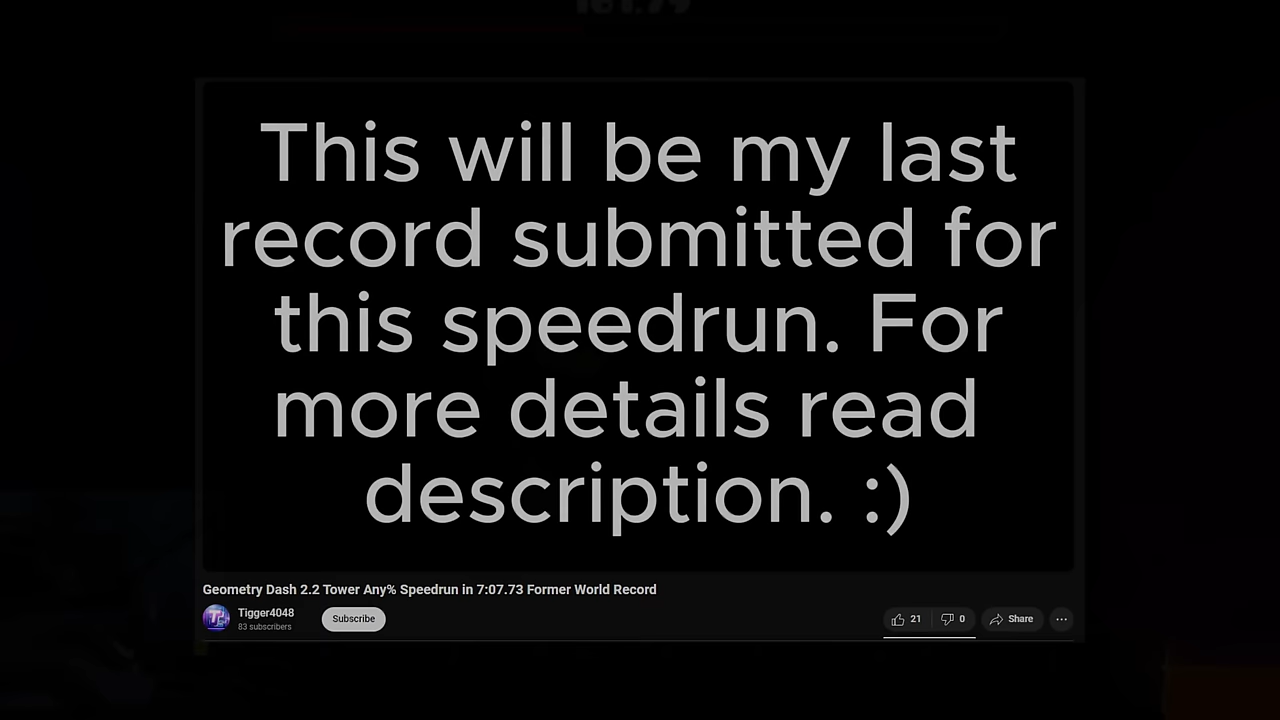 This will be my last
record submitted for
this speedrun. For
more details read
description. :)
Geometry Dash 2.2 Tower Any% Speedrun in 7:07.73 Former World Record
Tigger4048
83 subscribers
Subscribe
21
0
Share